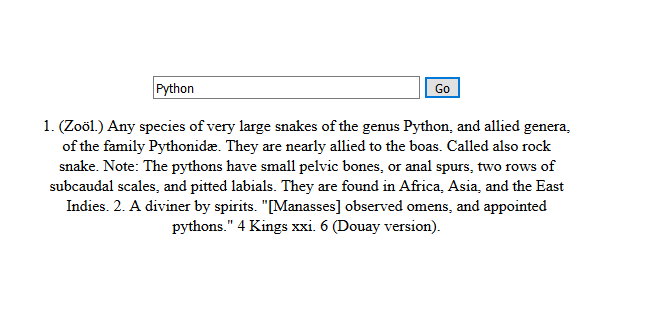 Python
Go
1. (Zoöl.) Any species of very large snakes of the genus Python, and allied genera,
of the family Pythonidæ. They are nearly allied to the boas. Called also rock
snake. Note: The pythons have small pelvic bones, or anal spurs, two rows of
subcaudal scales, and pitted labials. They are found in Africa, Asia, and the East
Indies. 2. A diviner by spirits. "[Manasses] observed omens, and appointed
pythons." 4 Kings xxi. 6 (Douay version).